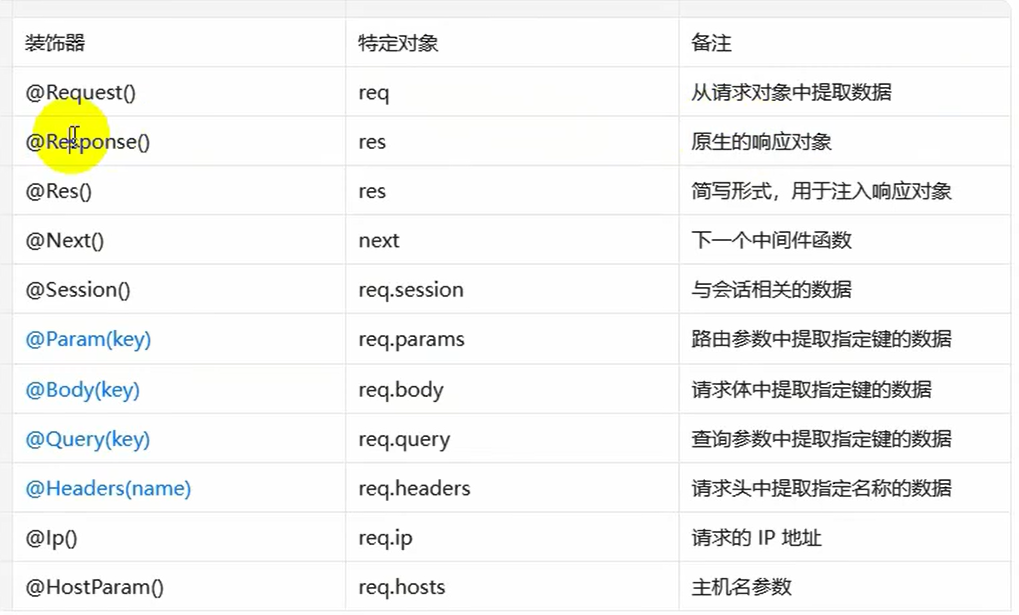 装饰器 特定对象 备注
@Request() req 从请求对象中提取数据
@Response() res 原生的响应对象
@Res() res 简写形式，用于注入响应对象
@Next() next 下一个中间件函数
@Session() req.session 与会话相关的数据
@Param(key) req.params 路由参数中提取指定键的数据
@Body(key) req.body 请求体中提取指定键的数据
@Query(key) req.query 查询参数中提取指定键的数据
@Headers(name) req.headers 请求头中提取指定名称的数据
@Ip() req.ip 请求的 IP 地址
@HostParam() req.hosts 主机名参数